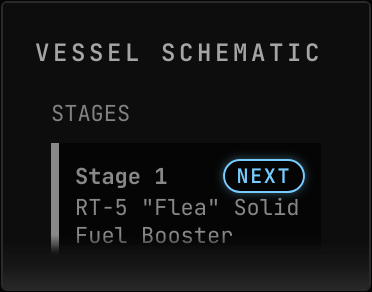 VESSEL SCHEMATIC
STAGES
Stage 1 NEXT
RT-5 "Flea" Solid
Fuel Booster